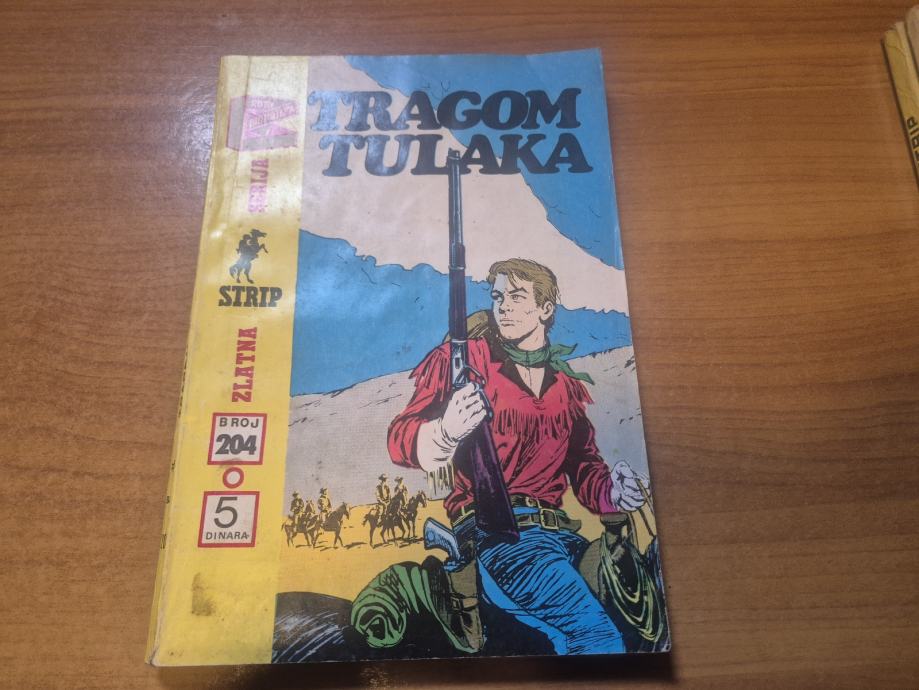 TRAGOM
TULAKA
ZLATNA
STRIP
SERIJA
BROJ
204
5
DINARA